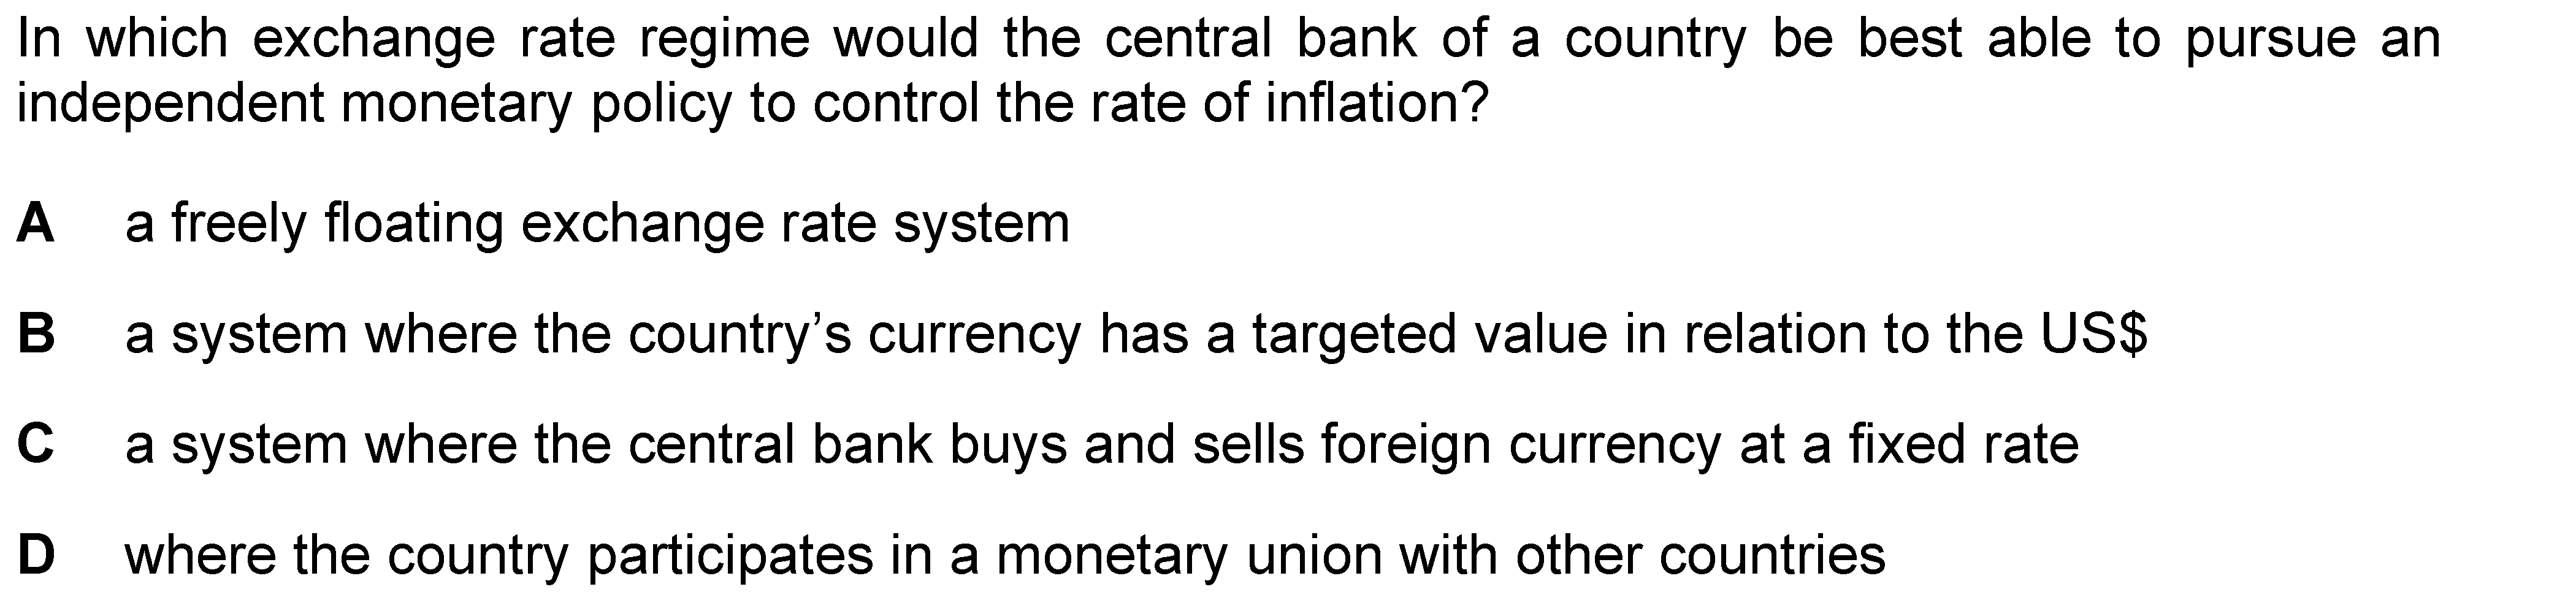 In which exchange rate regime would the central bank of a country be best able to pursue an
independent monetary policy to control the rate of inflation?
A a freely floating exchange rate system
B a system where the country’s currency has a targeted value in relation to the US$
C a system where the central bank buys and sells foreign currency at a fixed rate
D where the country participates in a monetary union with other countries